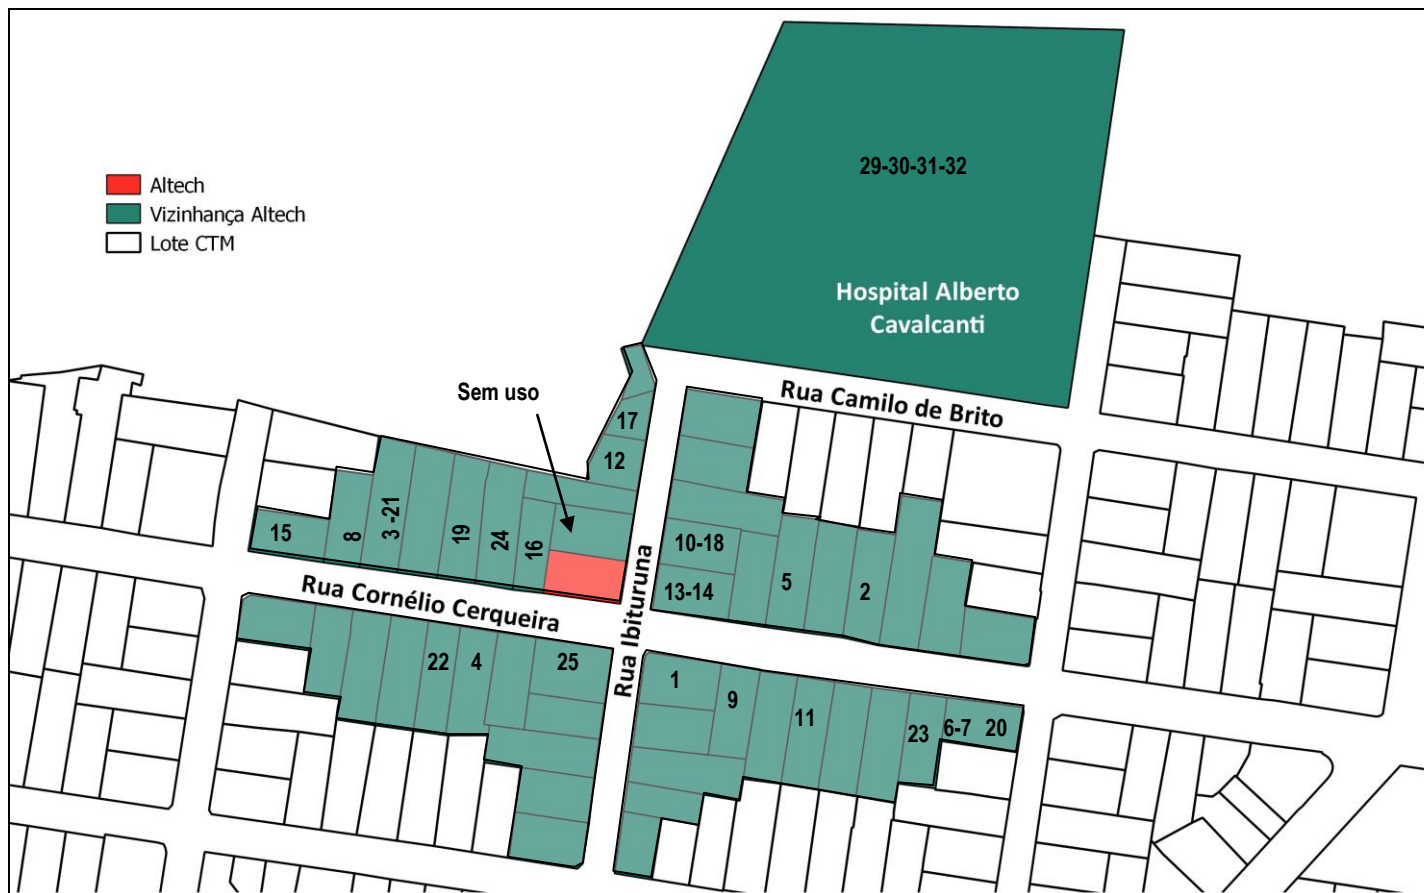 29-30-31-32
Altech
Vizinhança Altech
Lote CTM
Hospital Alberto
Cavalcanti
Sem uso
Rua Camilo de Brito
17
12
15
8
3 -21
19
24
16
10-18
13-14
5
2
Rua Cornélio Cerqueira
Rua Ibituruna
22
4
25
1
9
11
23
6-7
20